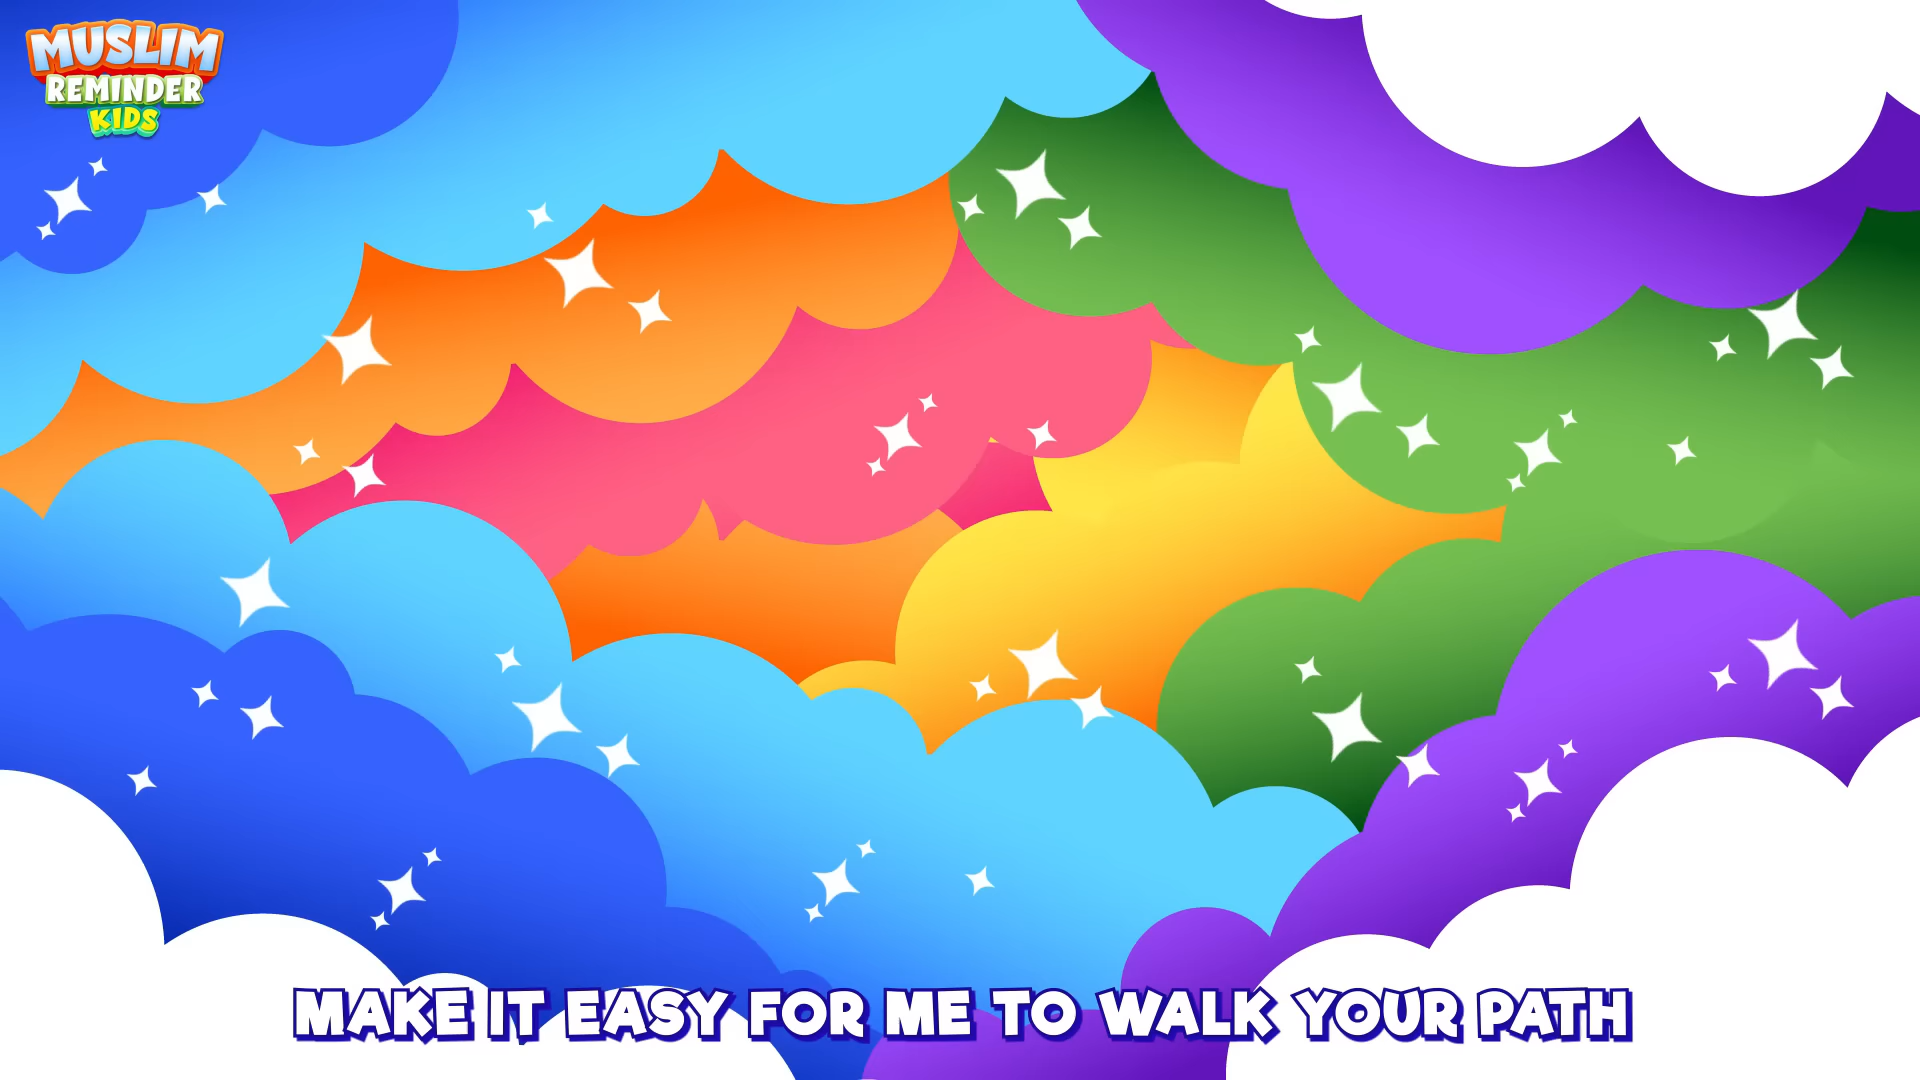 MUSLIM
REMINDER
KIDS
MAKE IT EASY FOR ME TO WALK YOUR PATH